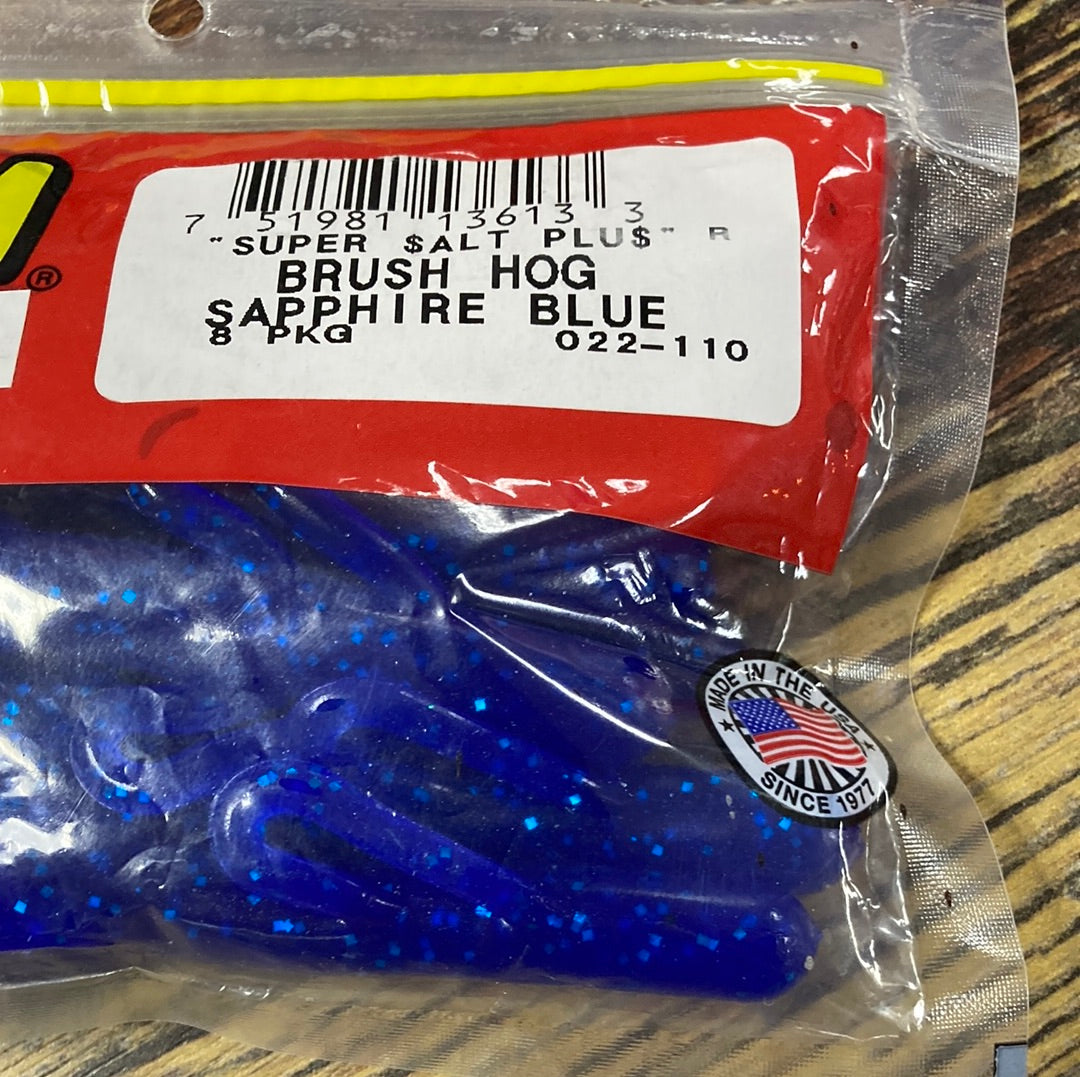 ®
7 51981 13613 3
"SUPER $ALT PLU$" R
BRUSH HOG
SAPPHIRE BLUE
8 PKG 022-110
★ MADE IN THE USA ★
SINCE 1977